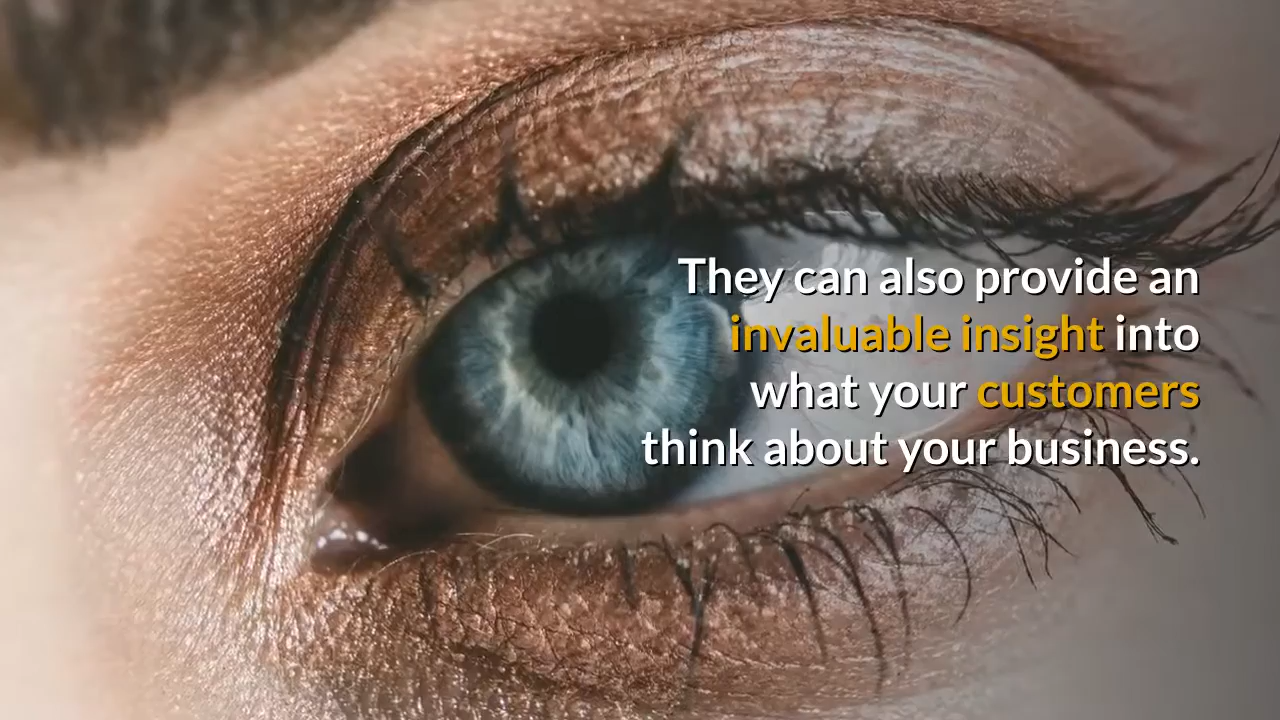 They can also provide an
invaluable insight into
what your customers
think about your business.